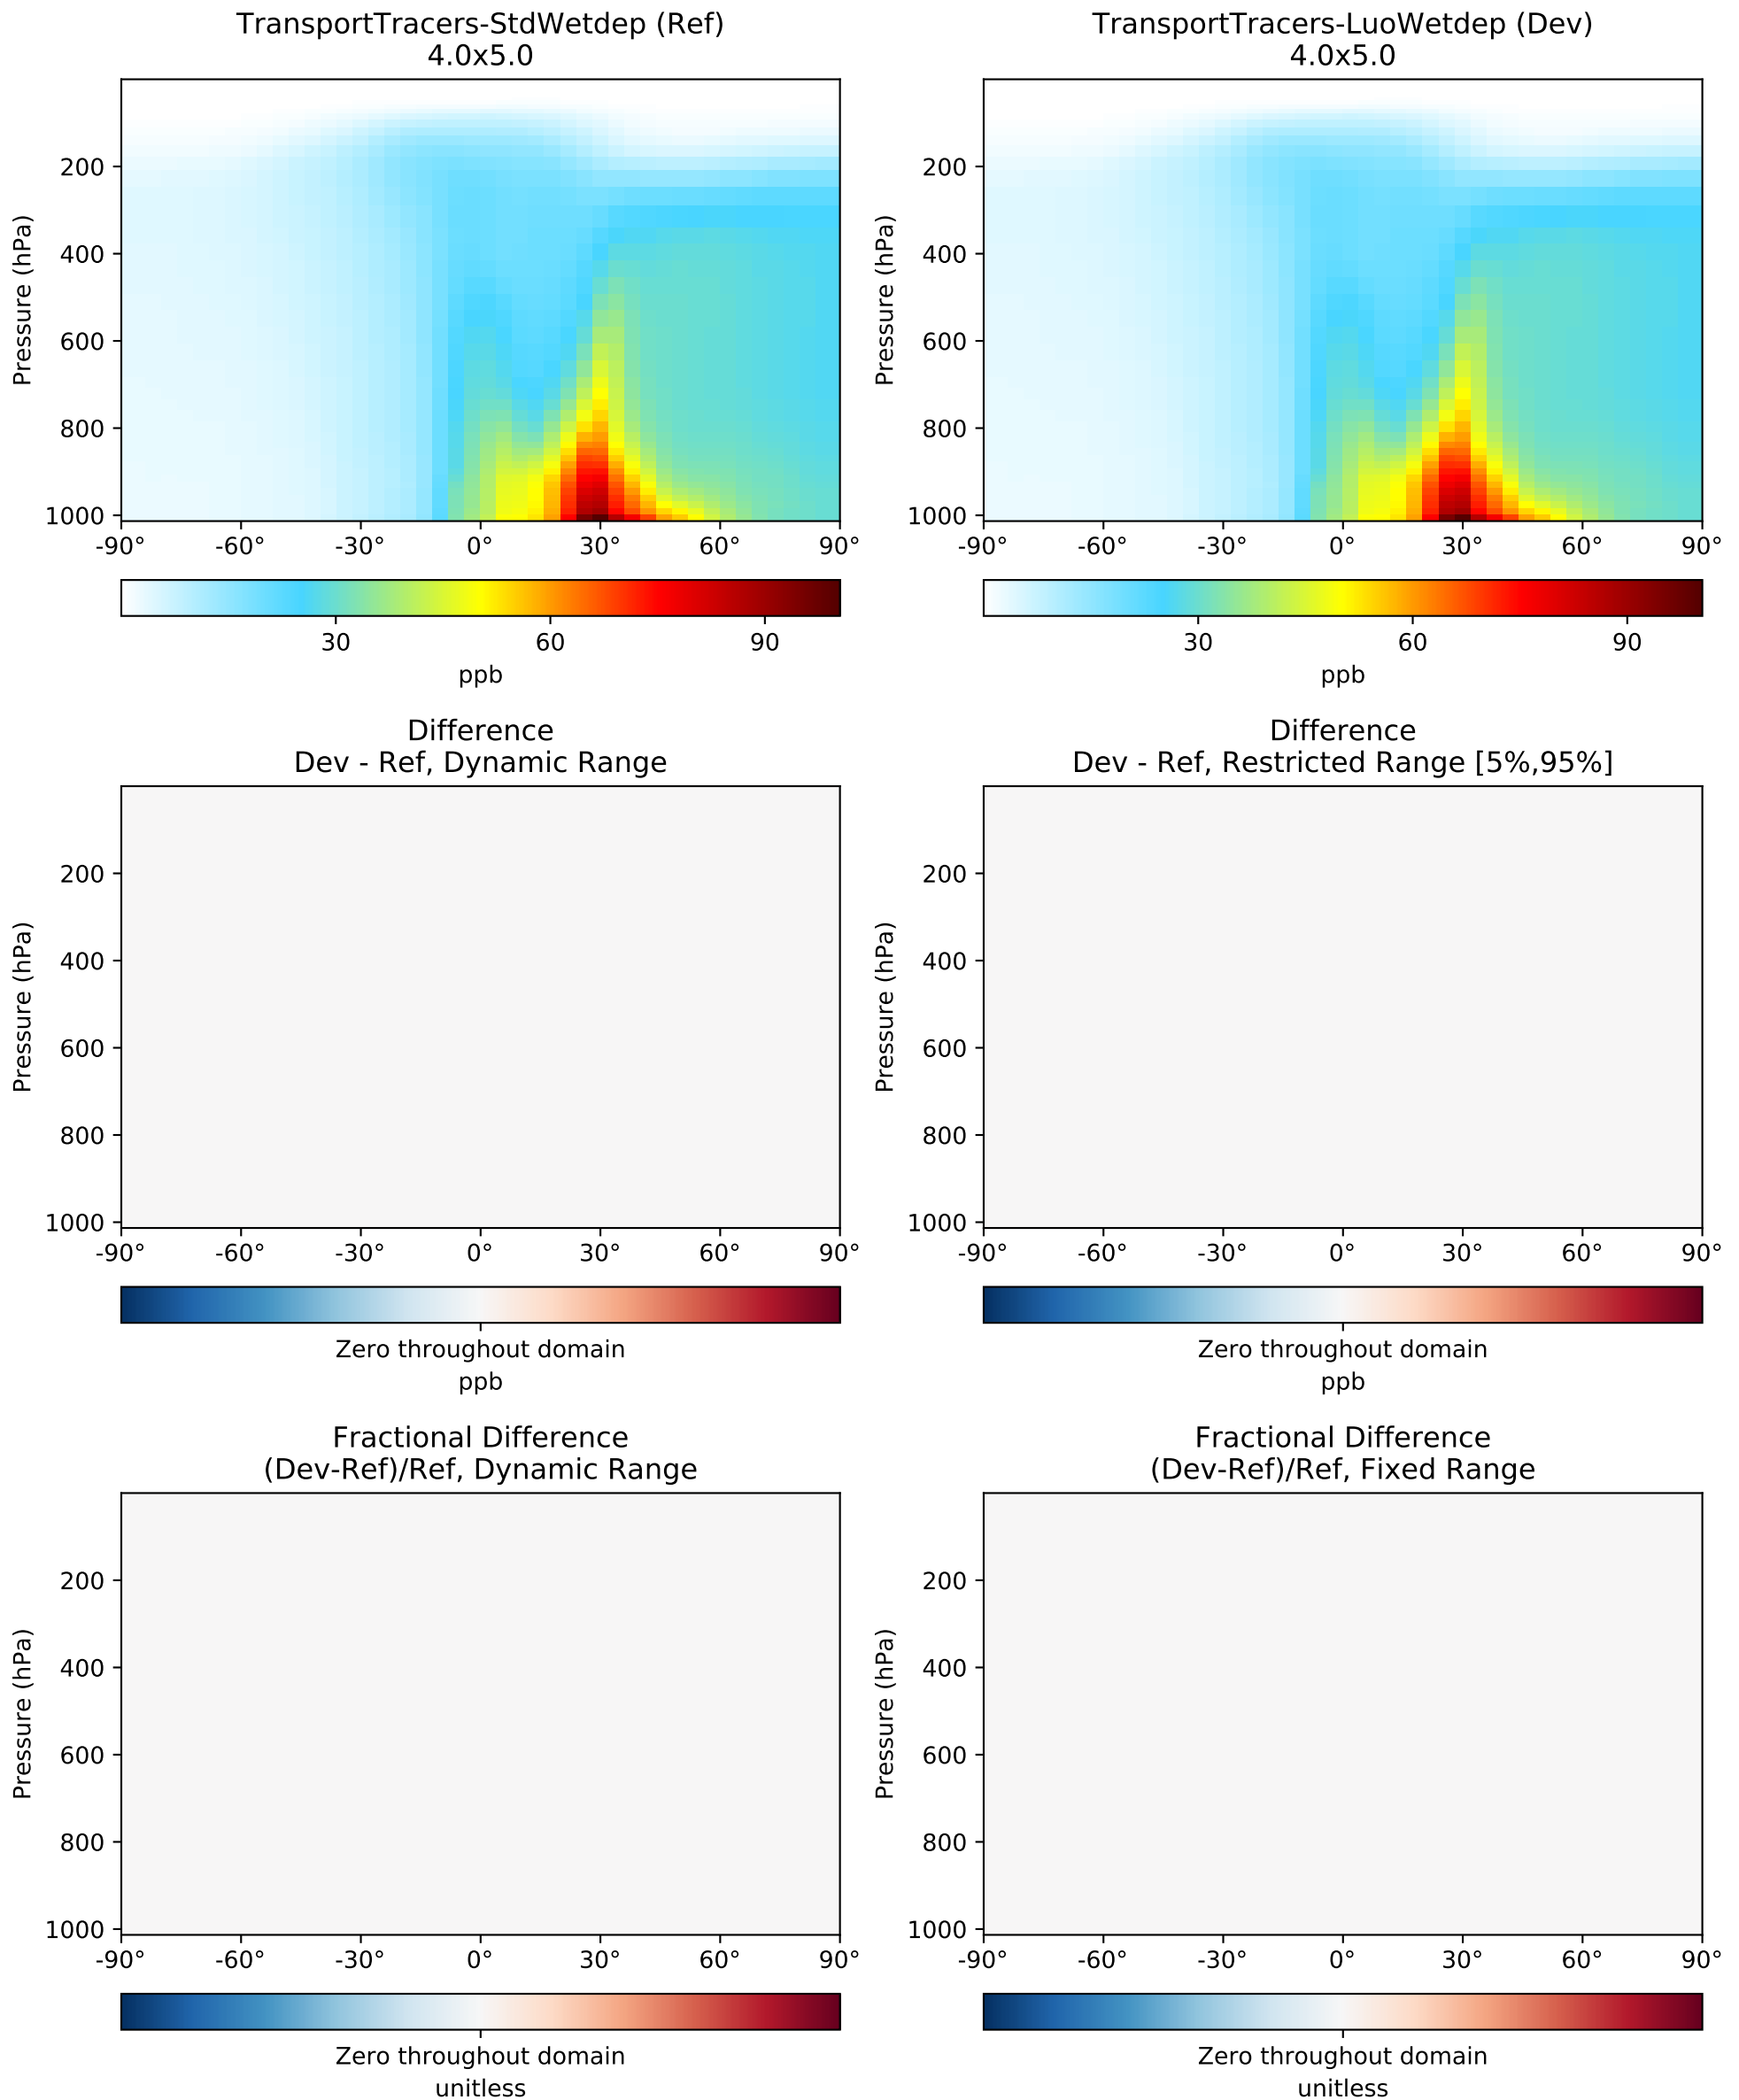 TransportTracers-StdWetdep (Ref)
4.0x5.0
Pressure (hPa)
200
400
600
800
1000
-90° -60° -30° 0° 30° 60° 90°
30 60 90
ppb
TransportTracers-LuoWetdep (Dev)
4.0x5.0
Pressure (hPa)
200
400
600
800
1000
-90° -60° -30° 0° 30° 60° 90°
30 60 90
ppb
Difference
Dev - Ref, Dynamic Range
Pressure (hPa)
200
400
600
800
1000
-90° -60° -30° 0° 30° 60° 90°
Zero throughout domain
ppb
Difference
Dev - Ref, Restricted Range [5%,95%]
Pressure (hPa)
200
400
600
800
1000
-90° -60° -30° 0° 30° 60° 90°
Zero throughout domain
ppb
Fractional Difference
(Dev-Ref)/Ref, Dynamic Range
Pressure (hPa)
200
400
600
800
1000
-90° -60° -30° 0° 30° 60° 90°
Zero throughout domain
unitless
Fractional Difference
(Dev-Ref)/Ref, Fixed Range
Pressure (hPa)
200
400
600
800
1000
-90° -60° -30° 0° 30° 60° 90°
Zero throughout domain
unitless